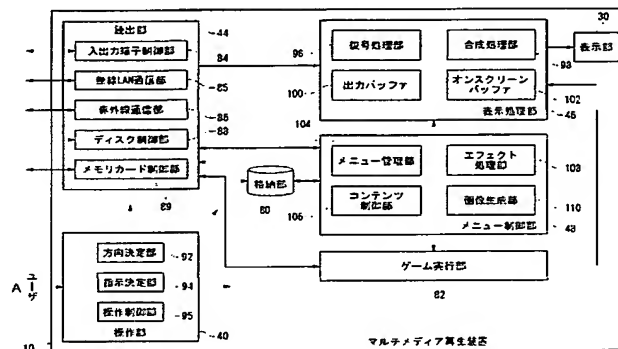 読出部
44
入出力端子制御部
84
無線LAN通信部
85
赤外線通信部
86
ディスク制御部
83
メモリカード制御部
89
96
復号処理部
合成処理部
98
100
出力バッファ
オンスクリーン
バッファ
102
表示処理部
46
30
表示部
104
メニュー管理部
エフェクト
処理部
103
格納部
80
コンテンツ
制御部
106
画像生成部
110
メニュー制御部
43
ゲーム実行部
82
A
ユーザ
方向決定部
92
指示決定部
94
操作制御部
95
操作部
40
10
マルチメディア再生装置